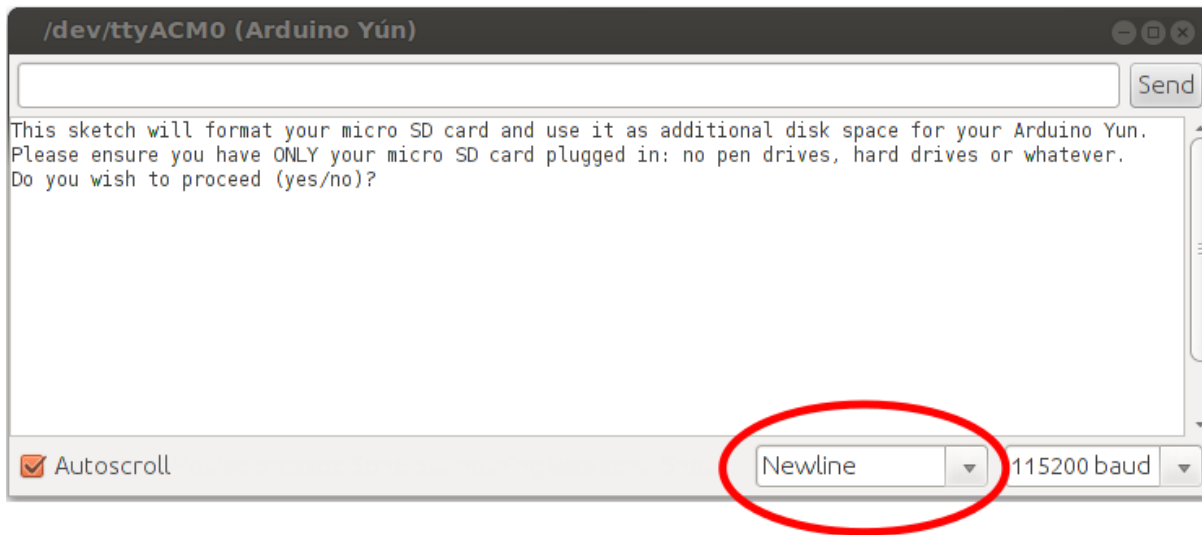 /dev/ttyACM0 (Arduino Yún)
Send
This sketch will format your micro SD card and use it as additional disk space for your Arduino Yun.
Please ensure you have ONLY your micro SD card plugged in: no pen drives, hard drives or whatever.
Do you wish to proceed (yes/no)?
Autoscroll
Newline
115200 baud